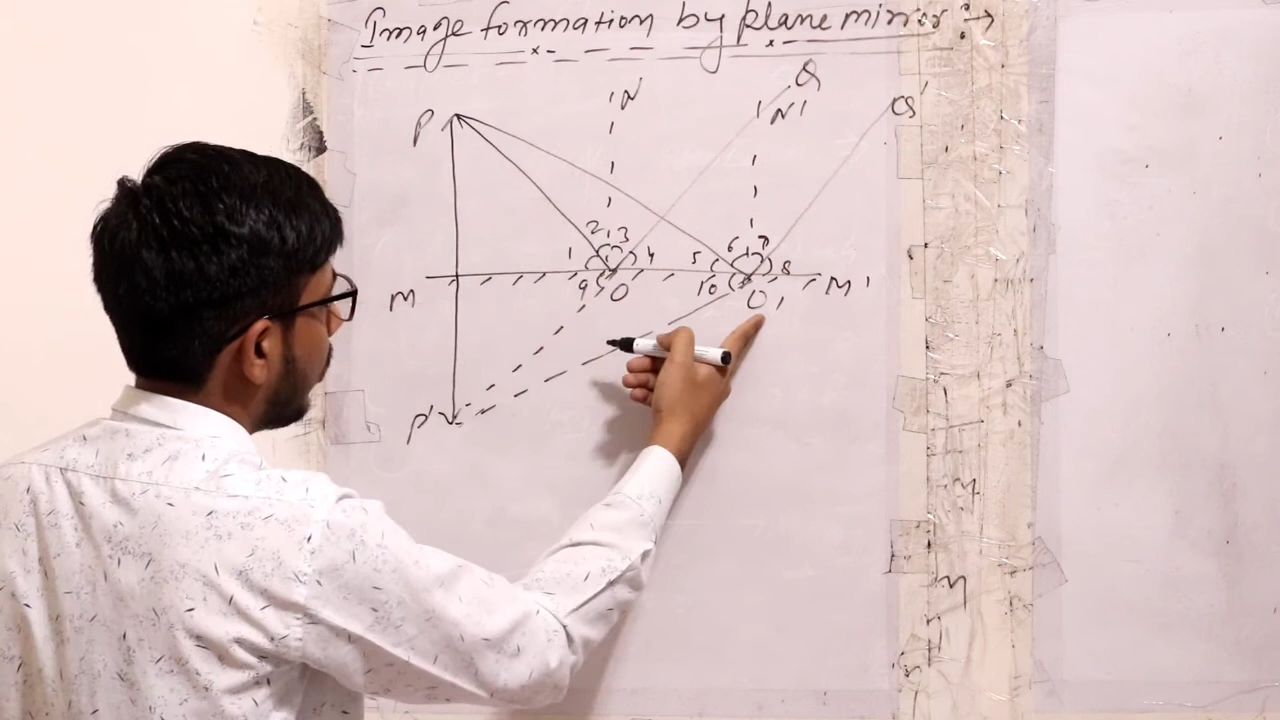 Image formation by plane mirror :→
N
Q
N'
Q'
P
2 3
6 7
1 4 5 8
M 9 O 10 O' M'
P'